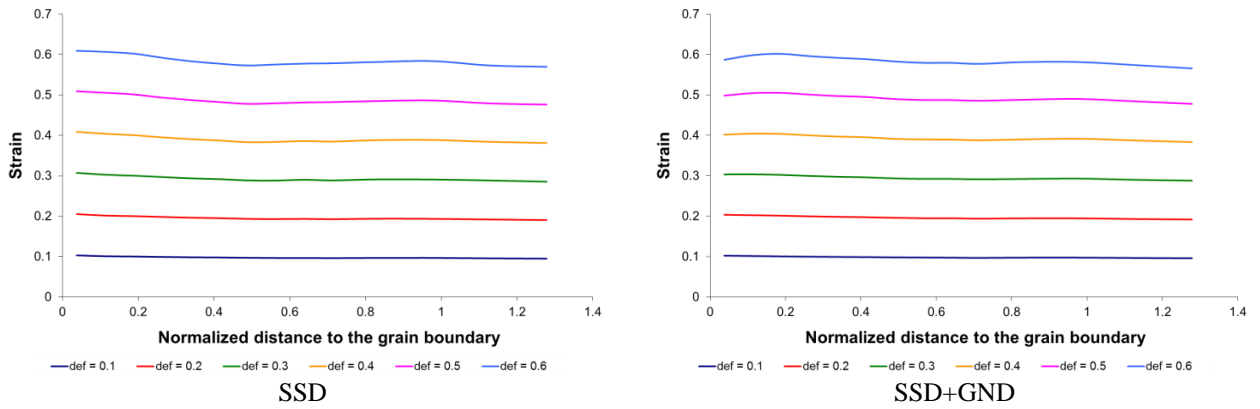 0.7
0.6
0.5
0.4
0.3
0.2
0.1
0
Strain
0 0.2 0.4 0.6 0.8 1 1.2 1.4
Normalized distance to the grain boundary
def = 0.1 def = 0.2 def = 0.3 def = 0.4 def = 0.5 def = 0.6
SSD
0.7
0.6
0.5
0.4
0.3
0.2
0.1
0
Strain
0 0.2 0.4 0.6 0.8 1 1.2 1.4
Normalized distance to the grain boundary
def = 0.1 def = 0.2 def = 0.3 def = 0.4 def = 0.5 def = 0.6
SSD+GND